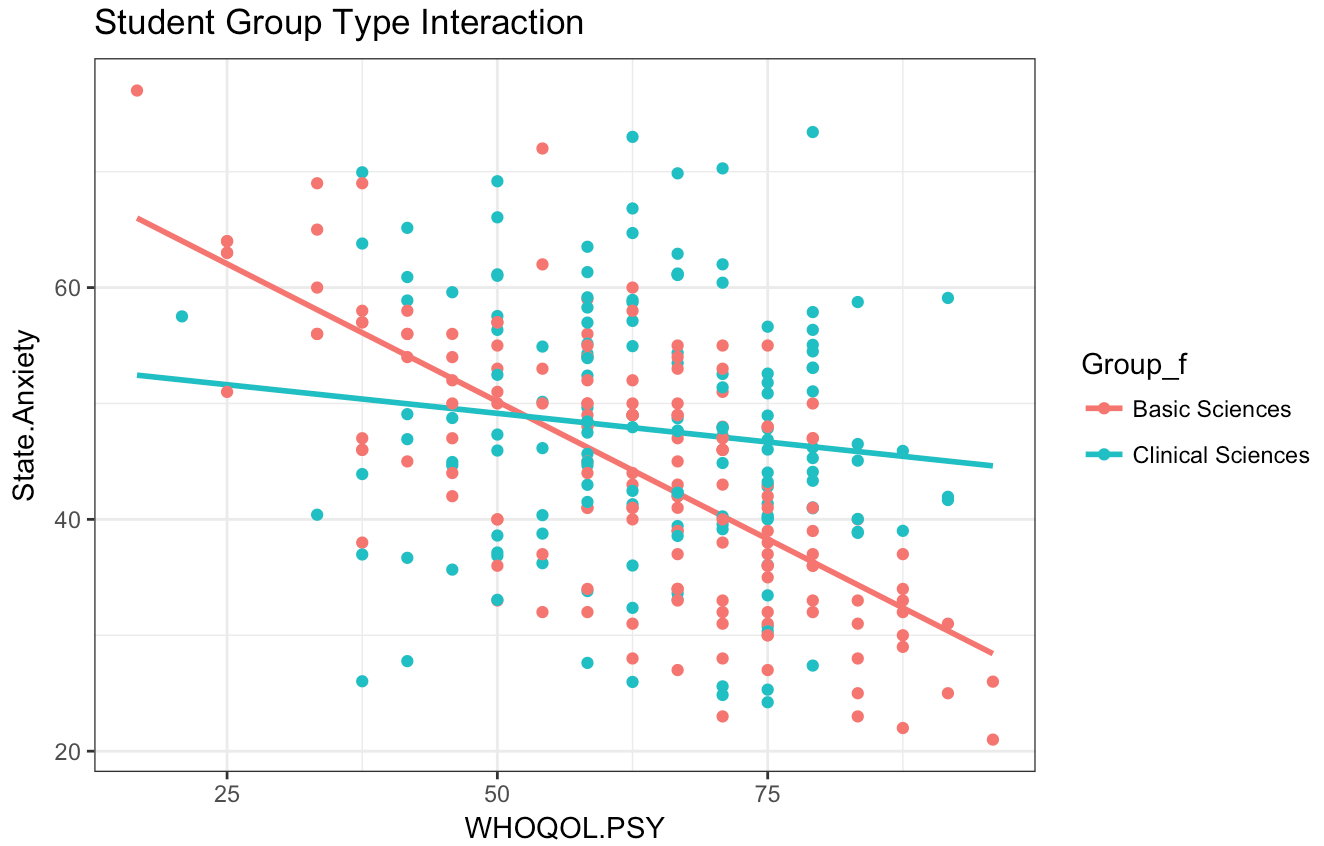 Student Group Type Interaction
State.Anxiety
60
40
20
25 50 75
WHOQOL.PSY
Group_f
Basic Sciences
Clinical Sciences